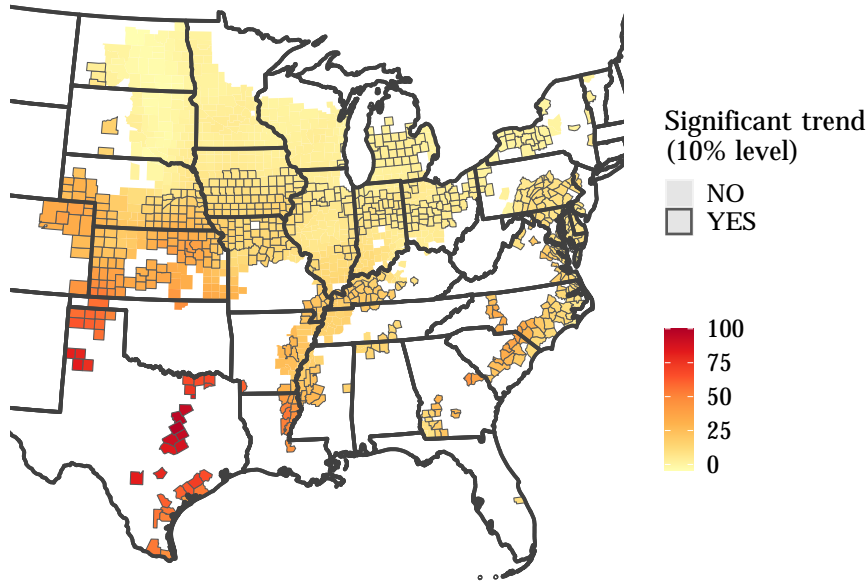 Significant trend
(10% level)
NO
YES
100
75
50
25
0